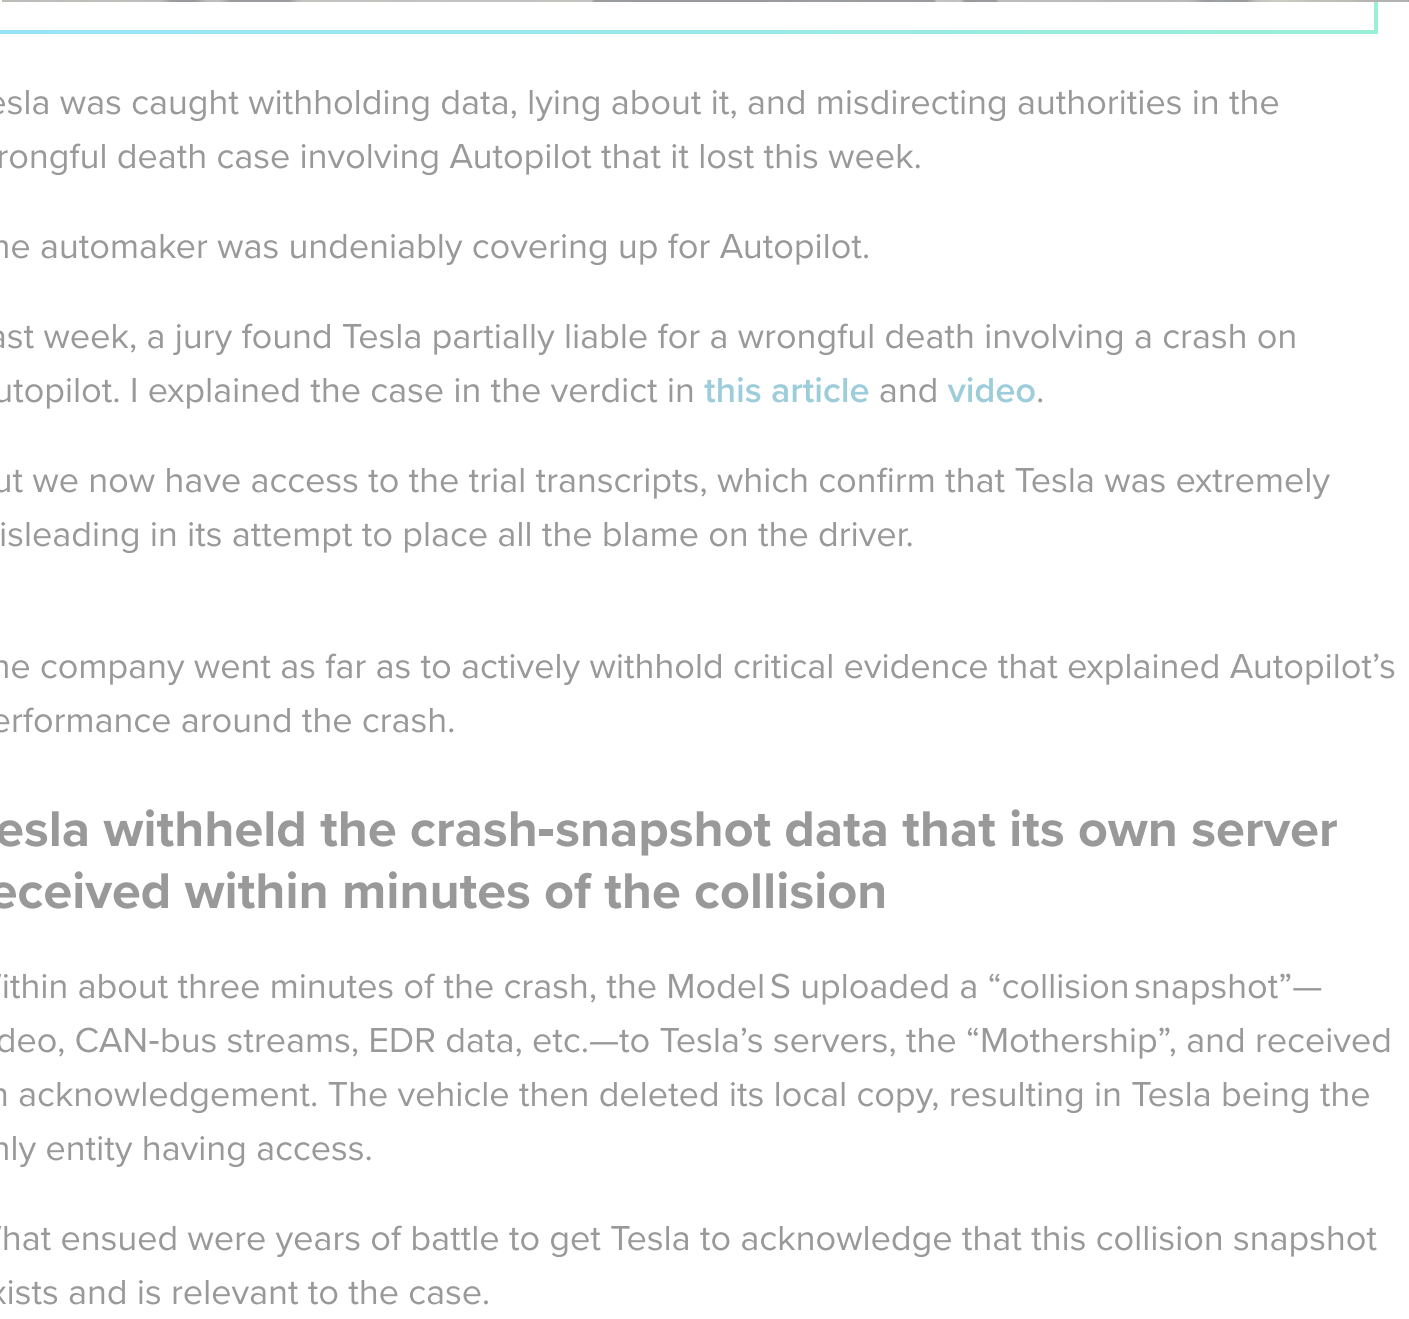 esla was caught withholding data, lying about it, and misdirecting authorities in the
rongful death case involving Autopilot that it lost this week.
he automaker was undeniably covering up for Autopilot.
ast week, a jury found Tesla partially liable for a wrongful death involving a crash on
utopilot. I explained the case in the verdict in this article and video.
ut we now have access to the trial transcripts, which confirm that Tesla was extremely
isleading in its attempt to place all the blame on the driver.
he company went as far as to actively withhold critical evidence that explained Autopilot’s
erformance around the crash.
esla withheld the crash-snapshot data that its own server
eceived within minutes of the collision
ithin about three minutes of the crash, the Model S uploaded a “collision snapshot”—
deo, CAN-bus streams, EDR data, etc.—to Tesla’s servers, the “Mothership”, and received
n acknowledgement. The vehicle then deleted its local copy, resulting in Tesla being the
nly entity having access.
hat ensued were years of battle to get Tesla to acknowledge that this collision snapshot
xists and is relevant to the case.